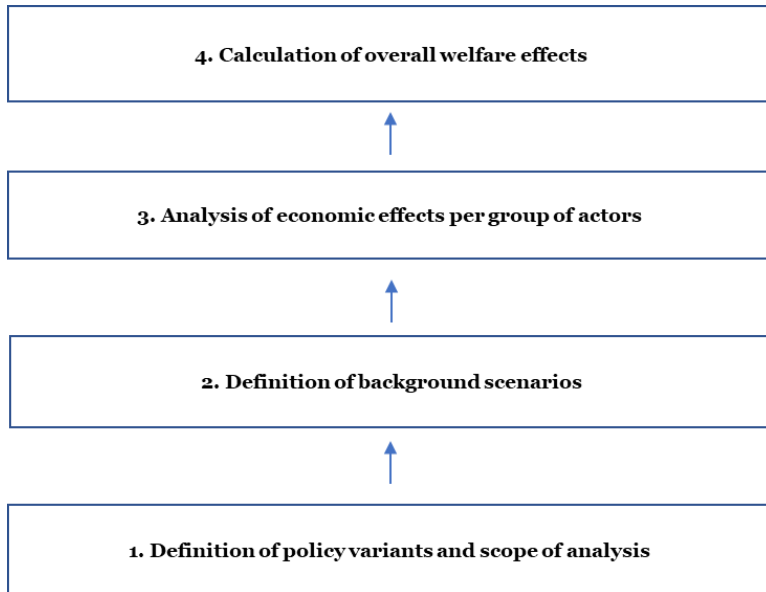 4. Calculation of overall welfare effects
3. Analysis of economic effects per group of actors
2. Definition of background scenarios
1. Definition of policy variants and scope of analysis